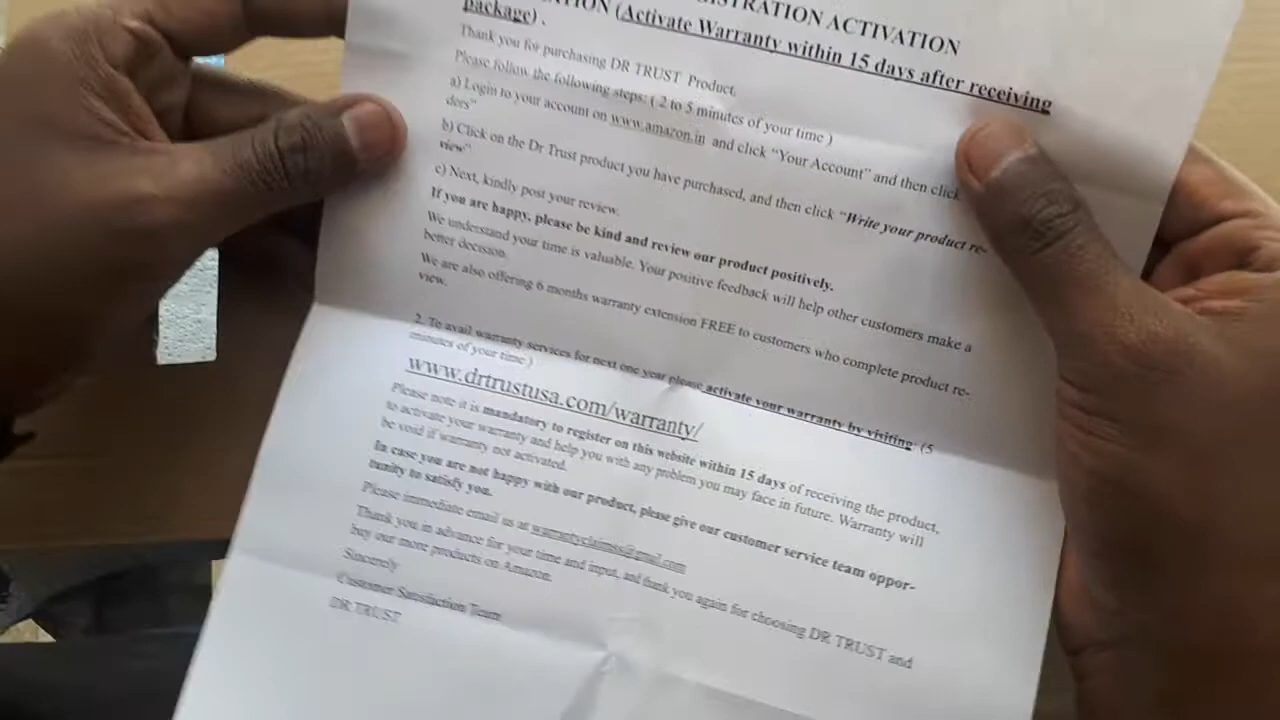 STRATION ACTIVATION
ION (Activate Warranty within 15 days after receiving
package) .
Thank you for purchasing DR TRUST Product.
Please follow the following steps: ( 2 to 5 minutes of your time )
a) Login to your account on www.amazon.in and click “Your Account” and then click
ders”
b) Click on the Dr Trust product you have purchased, and then click “Write your product re-
view”
c) Next, kindly post your review.
If you are happy, please be kind and review our product positively.
We understand your time is valuable. Your positive feedback will help other customers make a
better decision.
We are also offering 6 months warranty extension FREE to customers who complete product re-
view.
2. To avail warranty services for next one year please activate your warranty by visiting: (5
minutes of your time )
www.drtrustusa.com/warranty/
Please note it is mandatory to register on this website within 15 days of receiving the product,
to activate your warranty and help you with any problem you may face in future. Warranty will
be void if warranty not activated.
In case you are not happy with our product, please give our customer service team oppor-
tunity to satisfy you.
Please immediate email us at
Thank you in advance for your time and input, and thank you again for choosing DR TRUST and
buy our more products on Amazon.
Sincerely
Customer Satisfaction Team
DR TRUST